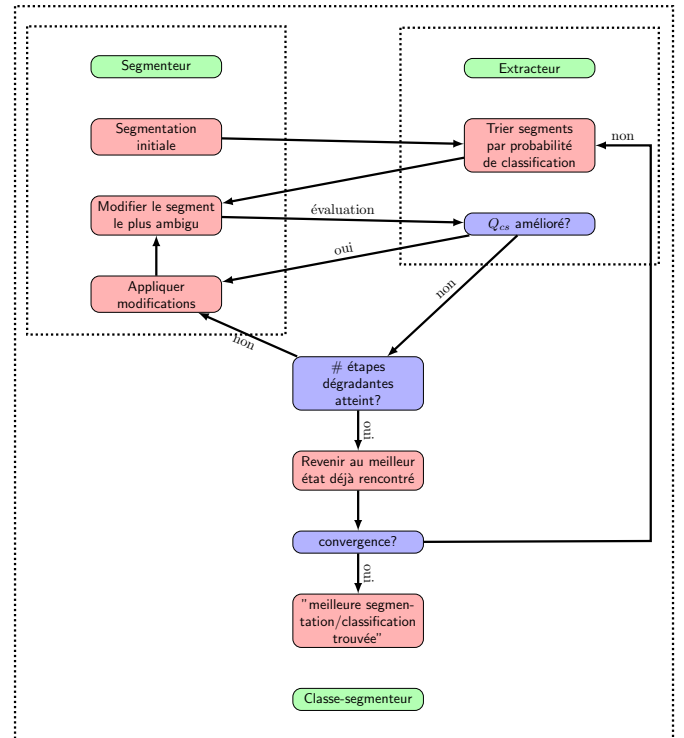 Segmenteur
Extracteur
Segmentation
initiale
Trier segments
par probabilité
de classification
non
Modifier le segment
le plus ambigu
évaluation
Q_cs amélioré?
oui
Appliquer
modifications
non
non
# étapes
dégradantes
atteint?
oui
Revenir au meilleur
état déjà rencontré
convergence?
oui
"meilleure segmen-
tation/classification
trouvée"
Classe-segmenteur